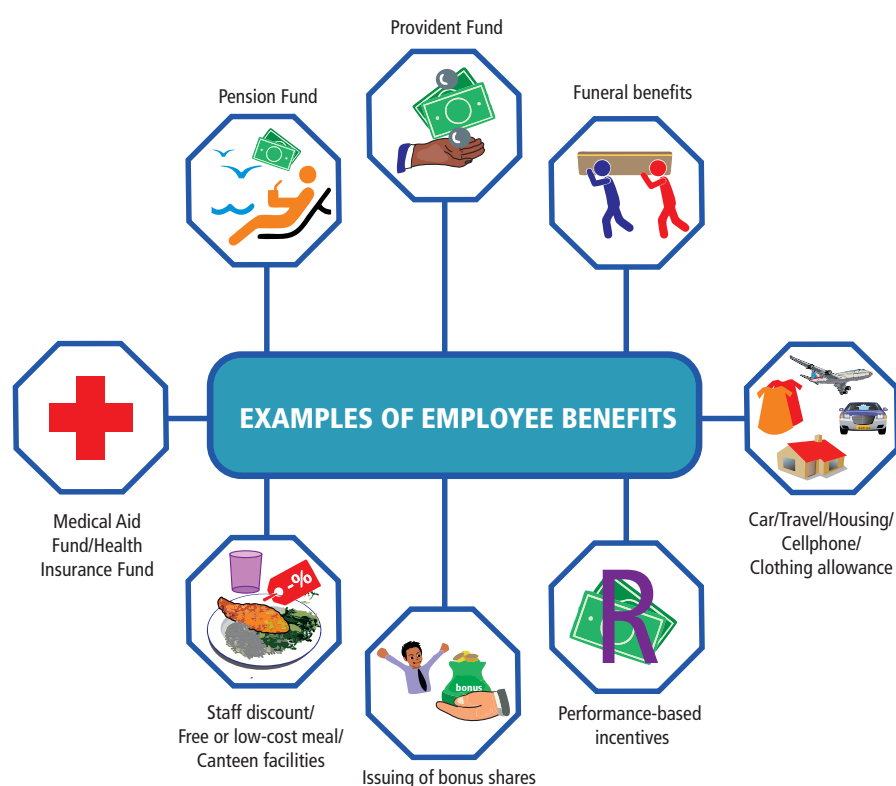 Provident Fund
Pension Fund
Funeral benefits
EXAMPLES OF EMPLOYEE BENEFITS
Medical Aid
Fund/Health
Insurance Fund
Car/Travel/Housing/
Cellphone/
Clothing allowance
-%
R
bonus
Staff discount/
Free or low-cost meal/
Canteen facilities
Issuing of bonus shares
Performance-based
incentives